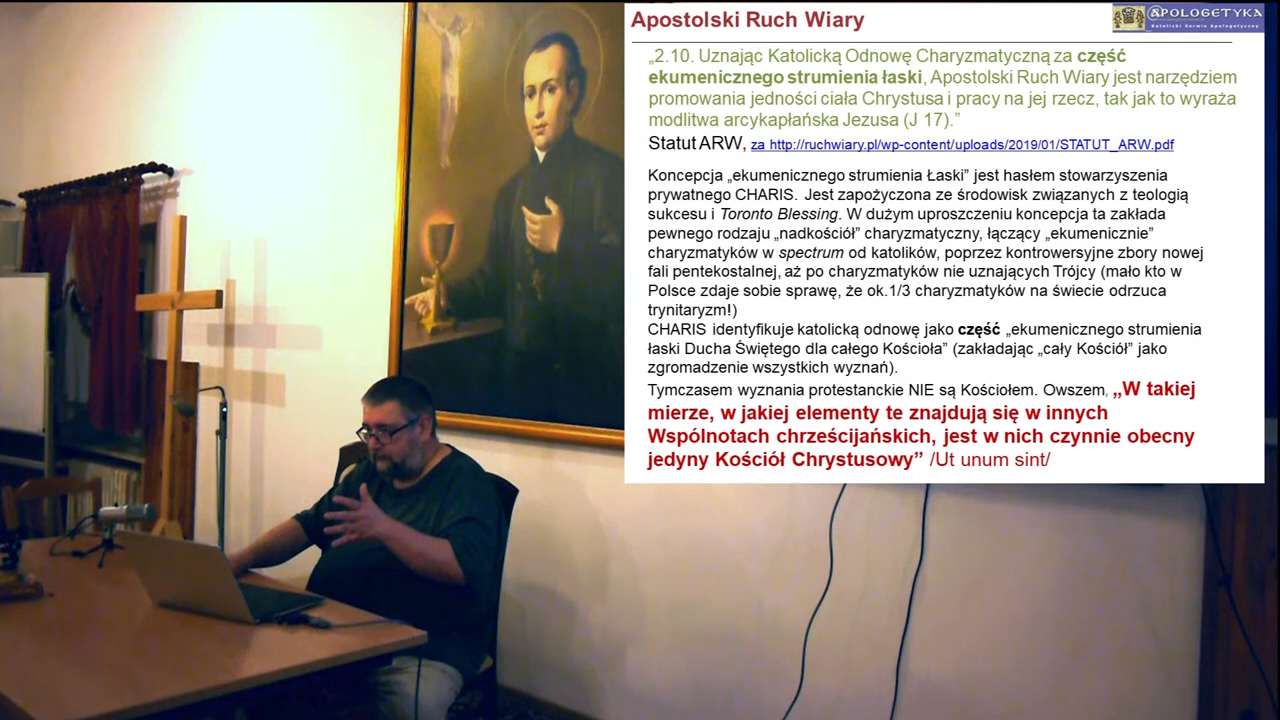 Apostolski Ruch Wiary
@POLOGETYKA
Katolicki Serwis Apologetyczny
„2.10. Uznając Katolicką Odnowę Charyzmatyczną za część
ekumenicznego strumienia łaski, Apostolski Ruch Wiary jest narzędziem
promowania jedności ciała Chrystusa i pracy na jej rzecz, tak jak to wyraża
modlitwa arcykapłańska Jezusa (J 17).”
Statut ARW, za http://ruchwiary.pl/wp-content/uploads/2019/01/STATUT_ARW.pdf
Koncepcja „ekumenicznego strumienia Łaski” jest hasłem stowarzyszenia
prywatnego CHARIS. Jest zapożyczona ze środowisk związanych z teologią
sukcesu i Toronto Blessing. W dużym uproszczeniu koncepcja ta zakłada
pewnego rodzaju „nadkościół” charyzmatyczny, łączący „ekumenicznie”
charyzmatyków w spectrum od katolików, poprzez kontrowersyjne zbory nowej
fali pentekostalnej, aż po charyzmatyków nie uznających Trójcy (mało kto w
Polsce zdaje sobie sprawę, że ok.1/3 charyzmatyków na świecie odrzuca
trynitaryzm!)
CHARIS identyfikuje katolicką odnowę jako część „ekumenicznego strumienia
łaski Ducha Świętego dla całego Kościoła” (zakładając „cały Kościół” jako
zgromadzenie wszystkich wyznań).
Tymczasem wyznania protestanckie NIE są Kościołem. Owszem, „W takiej
mierze, w jakiej elementy te znajdują się w innych
Wspólnotach chrześcijańskich, jest w nich czynnie obecny
jedyny Kościół Chrystusowy” /Ut unum sint/